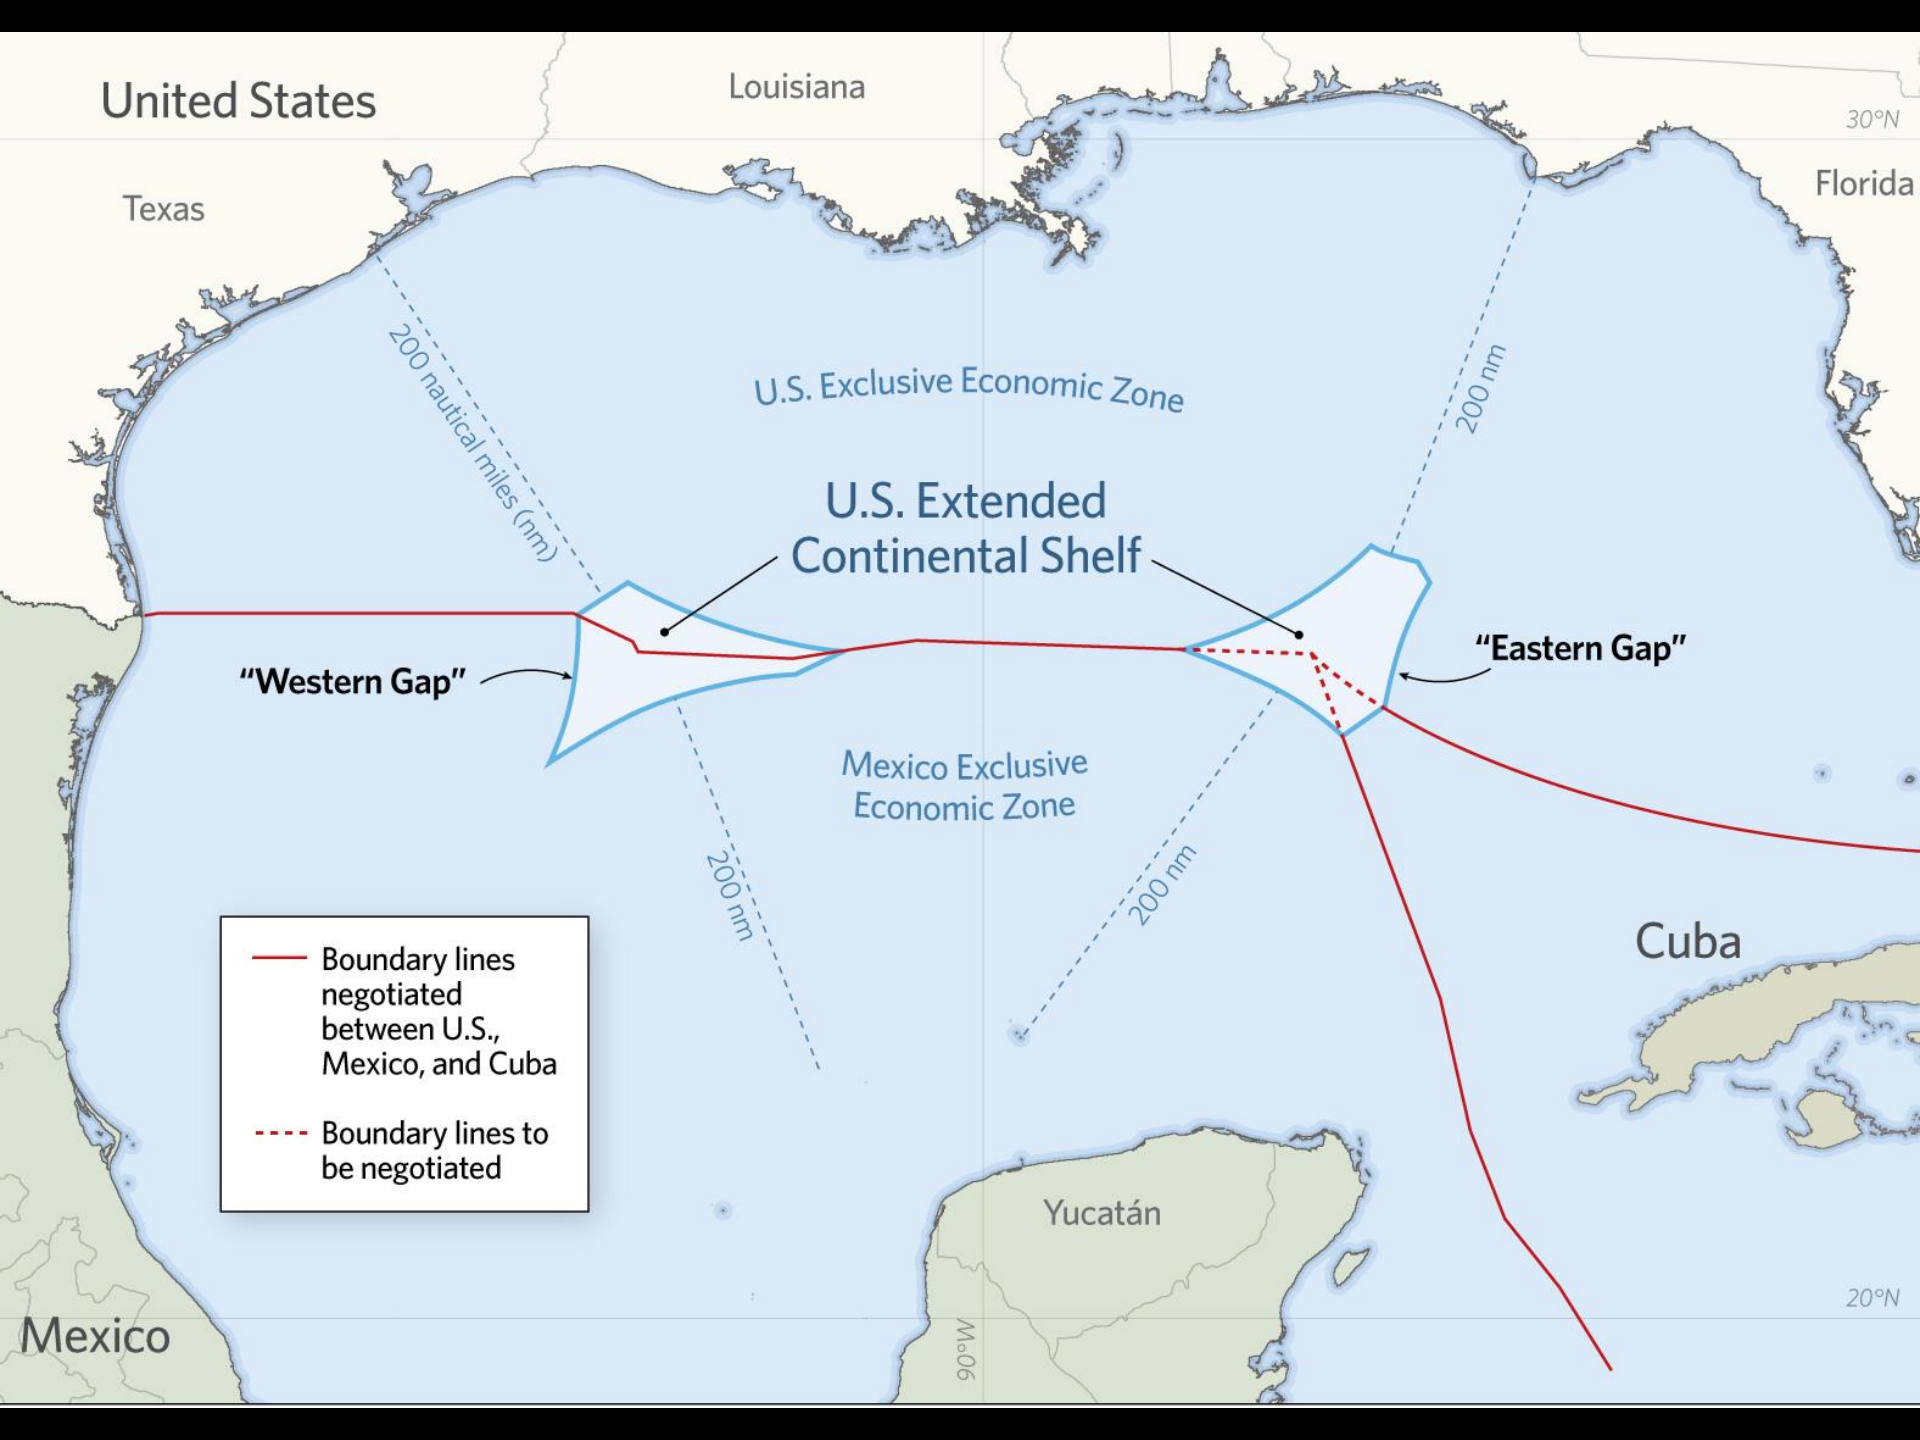 United States
Louisiana
30°N
Florida
Texas
200 nautical miles (nm)
U.S. Exclusive Economic Zone
200 nm
U.S. Extended
Continental Shelf
“Western Gap”
“Eastern Gap”
Mexico Exclusive
Economic Zone
200 nm
200 nm
Cuba
Boundary lines
negotiated
between U.S.,
Mexico, and Cuba
Boundary lines to
be negotiated
Yucatán
20°N
Mexico
90°W